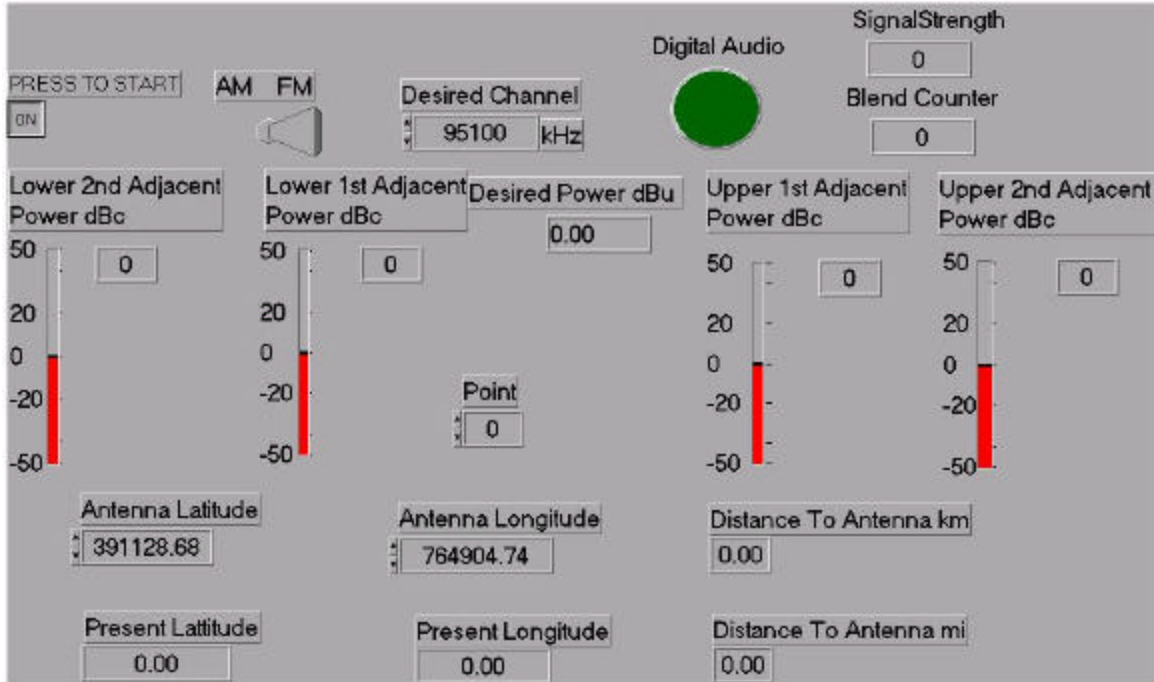 SignalStrength
0
Digital Audio
PRESS TO START
AM FM
Desired Channel
95100 kHz
Blend Counter
0
ON
Lower 2nd Adjacent
Power dBc
0
50
20
0
-20
-50
Lower 1st Adjacent
Power dBc
0
50
20
0
-20
-50
Desired Power dBu
0.00
Upper 1st Adjacent
Power dBc
0
50
20
0
-20
-50
Upper 2nd Adjacent
Power dBc
0
50
20
0
-20
-50
Point
0
Antenna Latitude
391128.68
Antenna Longitude
764904.74
Distance To Antenna km
0.00
Present Lattitude
0.00
Present Longitude
0.00
Distance To Antenna mi
0.00